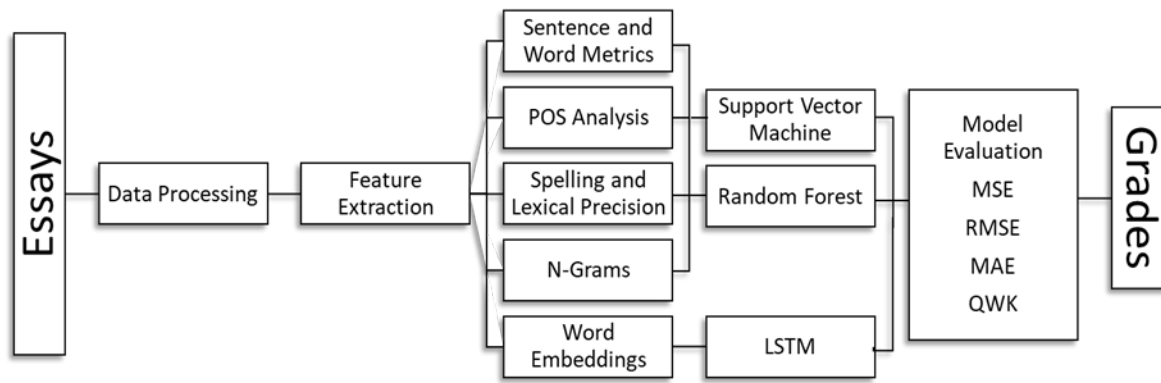 Essays
Data Processing
Feature
Extraction
Sentence and
Word Metrics
POS Analysis
Spelling and
Lexical Precision
N-Grams
Word
Embeddings
Support Vector
Machine
Random Forest
LSTM
Model
Evaluation
MSE
RMSE
MAE
QWK
Grades